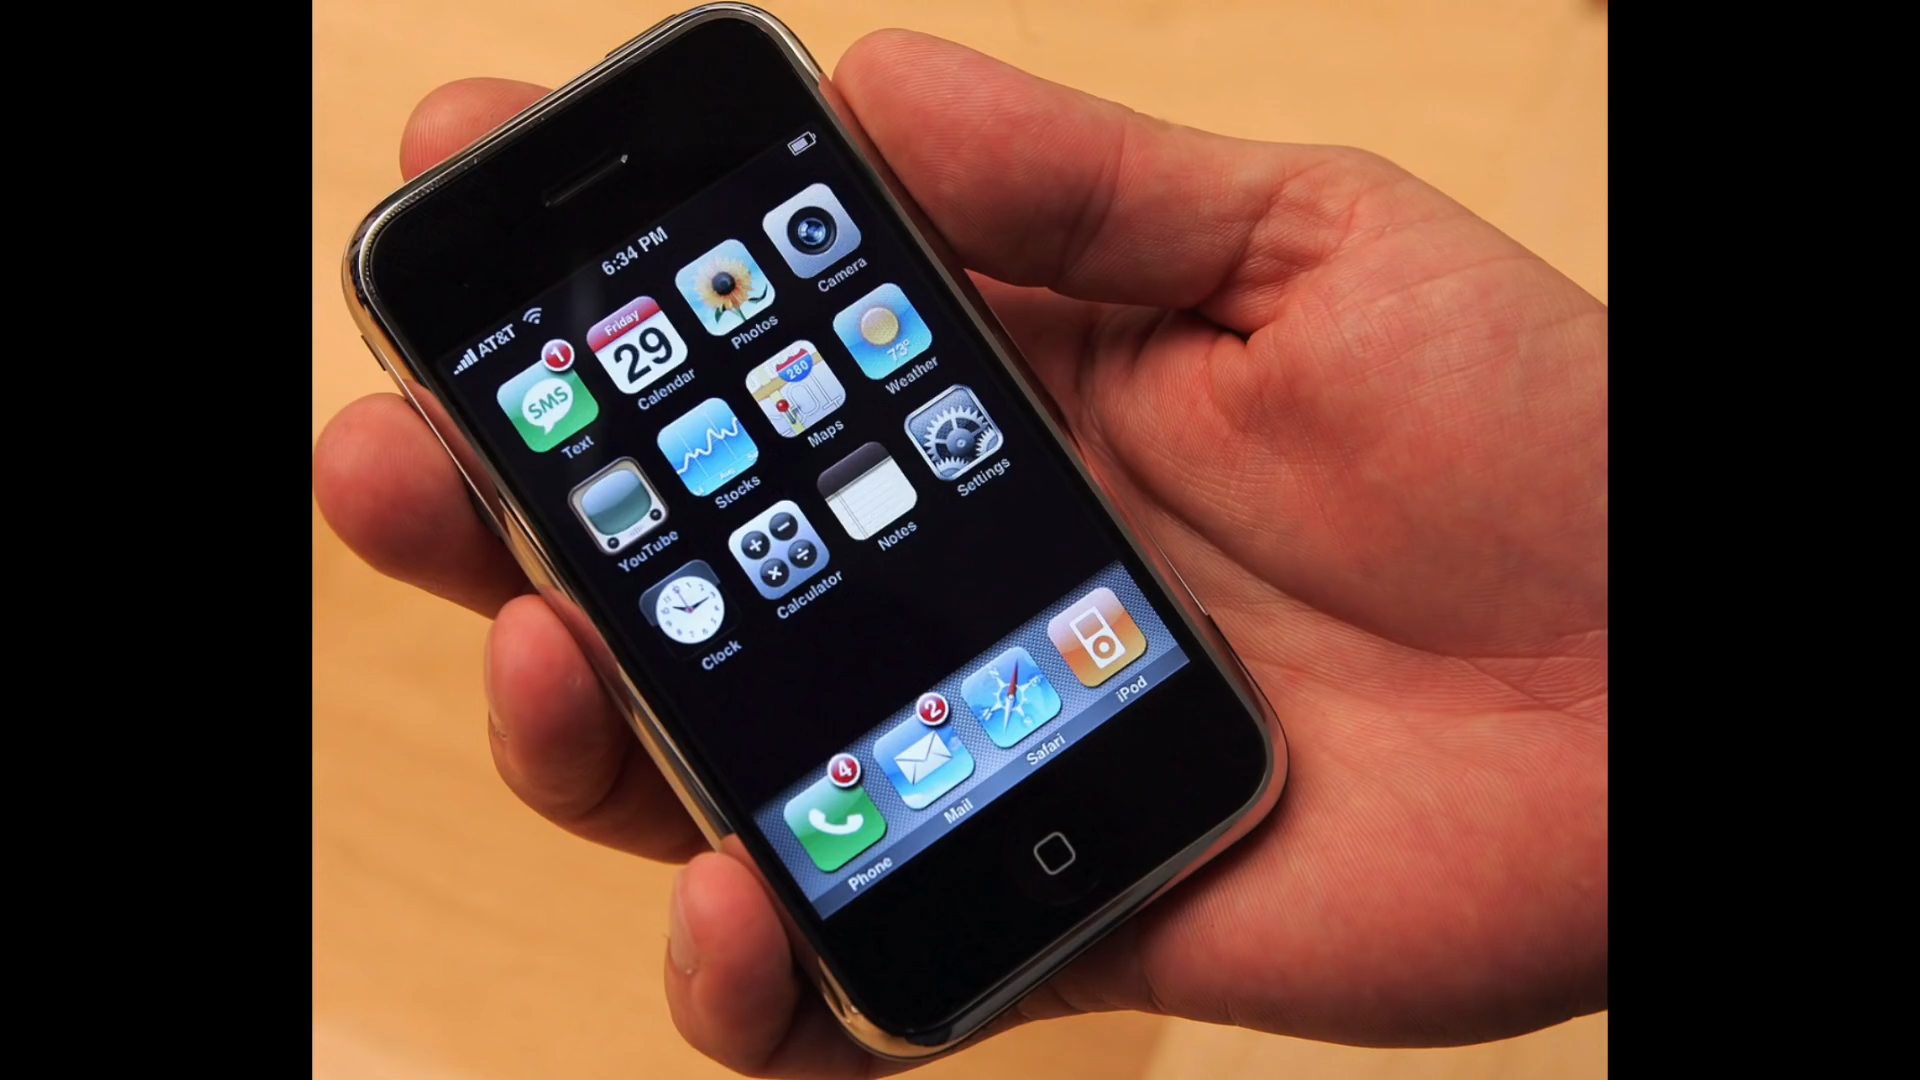 AT&T
6:34 PM
1
SMS
Text
Friday
29
Calendar
Photos
Camera
YouTube
Stocks
280
Maps
73°
Weather
Clock
Calculator
Notes
Settings
4
Phone
2
Mail
Safari
iPod